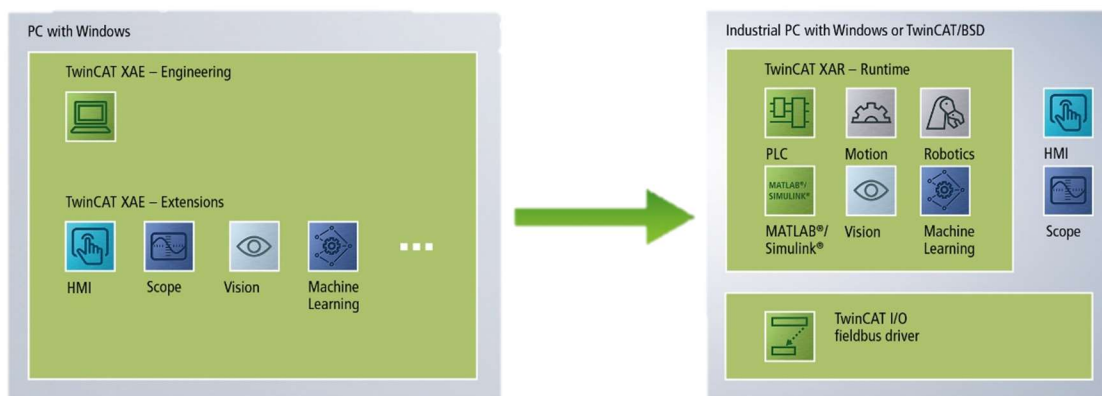 PC with Windows
TwinCAT XAE – Engineering
TwinCAT XAE – Extensions
HMI
Scope
Vision
Machine
Learning
Industrial PC with Windows or TwinCAT/BSD
TwinCAT XAR – Runtime
PLC
Motion
Robotics
MATLAB®/
SIMULINK®
MATLAB®/
Simulink®
Vision
Machine
Learning
HMI
Scope
TwinCAT I/O
fieldbus driver